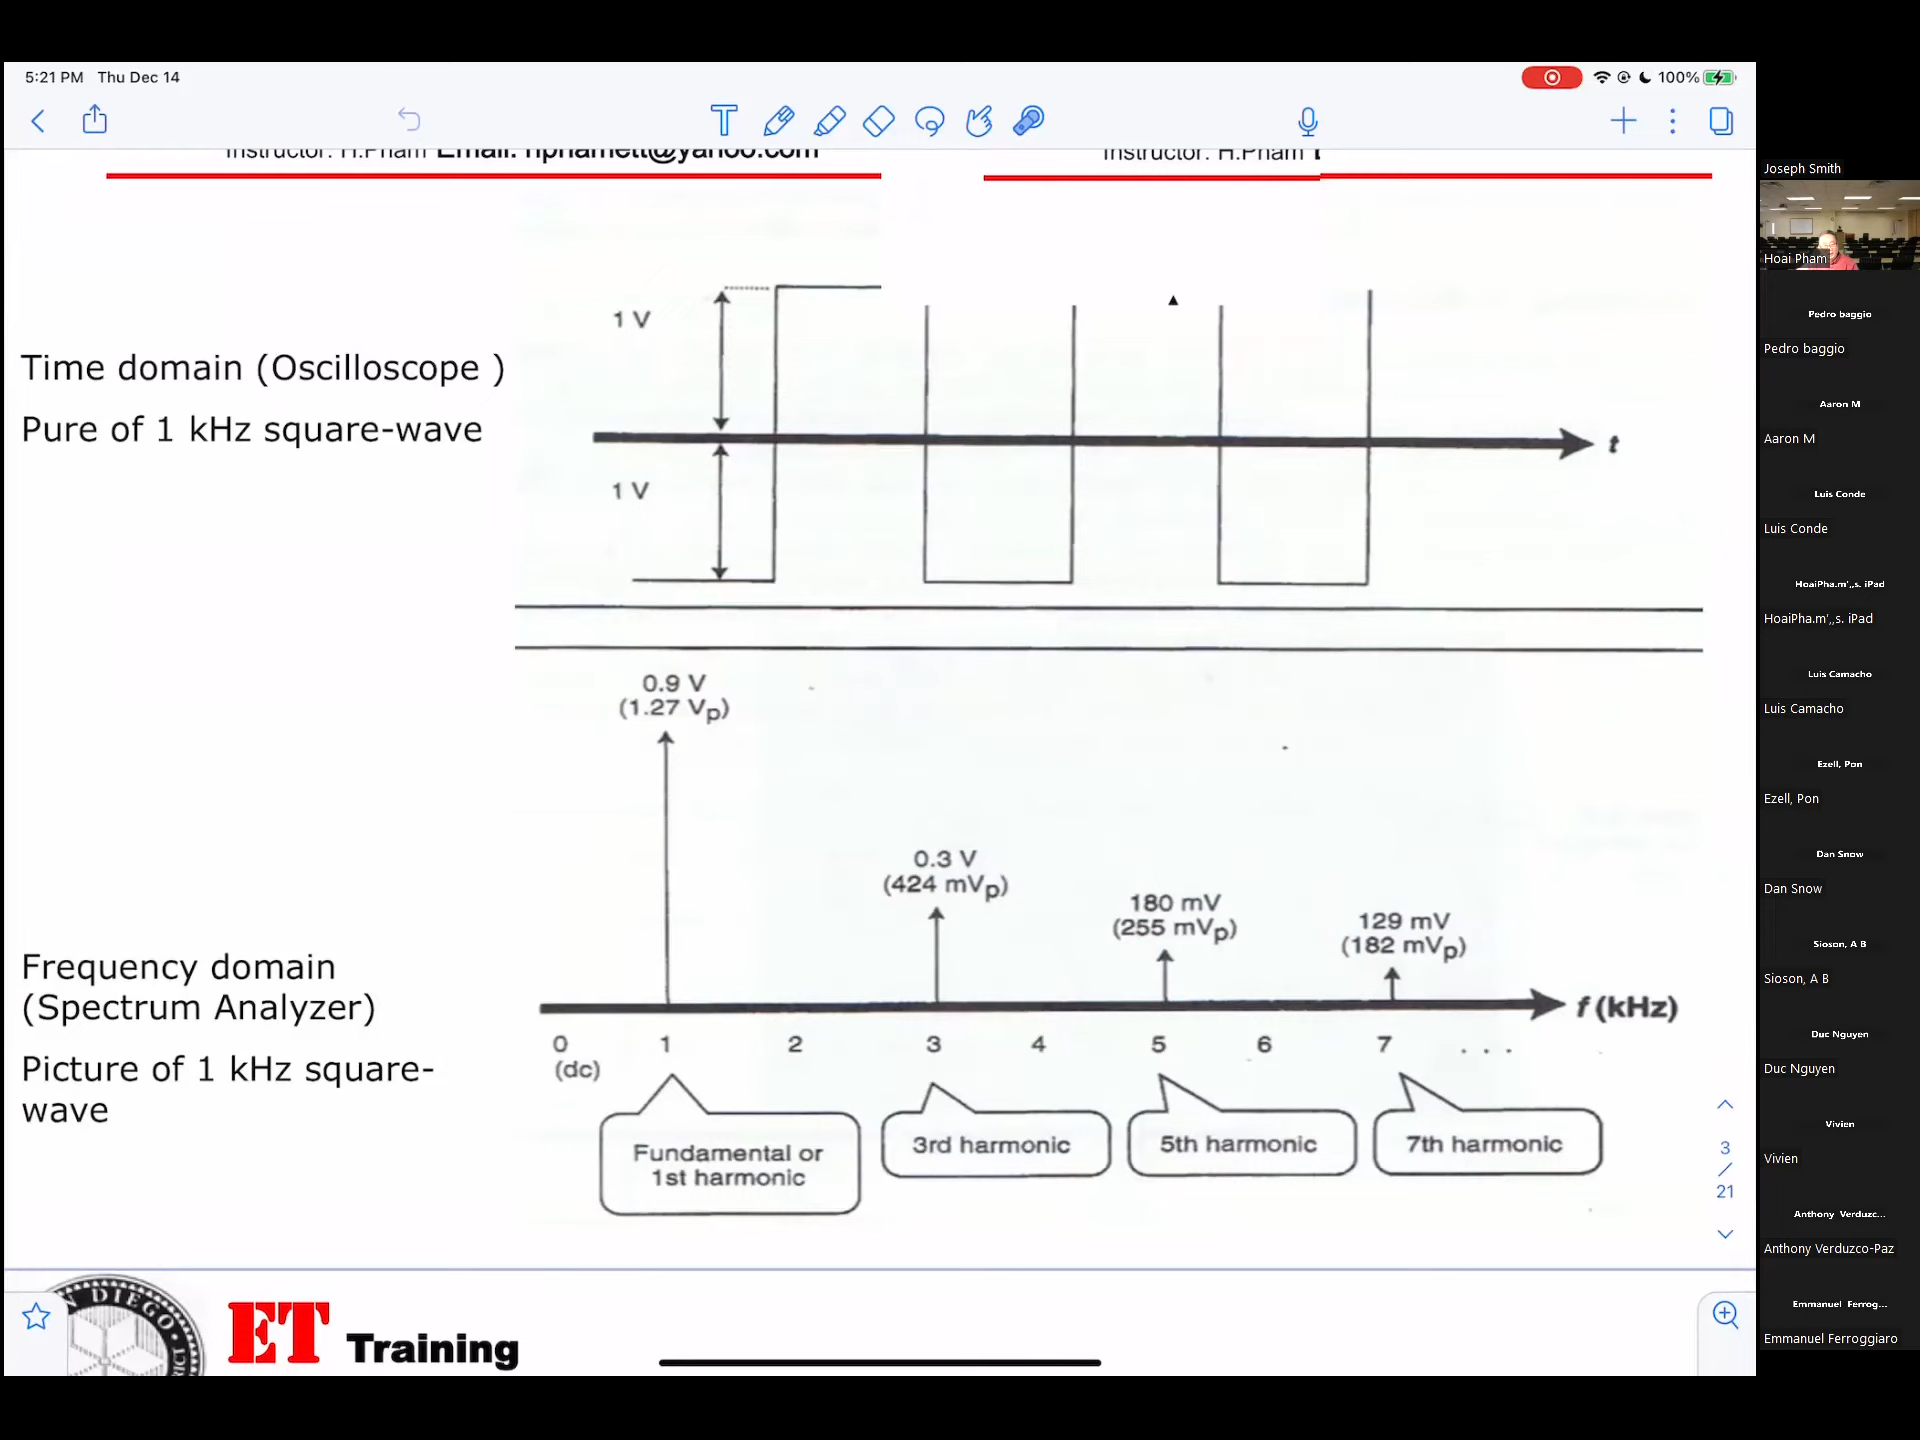 5:21 PM Thu Dec 14
100%
Instructor: H.Pham Email: hphamett@yahoo.com
Instructor: H.Pham
1 V
Time domain (Oscilloscope )
Pure of 1 kHz square-wave
t
1 V
0.9 V
(1.27 Vp)
0.3 V
(424 mVp)
180 mV
(255 mVp)
129 mV
(182 mVp)
Frequency domain
(Spectrum Analyzer)
f (kHz)
0 1 2 3 4 5 6 7 . . .
(dc)
Picture of 1 kHz square-
wave
Fundamental or
1st harmonic
3rd harmonic
5th harmonic
7th harmonic
3
/
21
N DIEGO
ET Training
Joseph Smith
Hoai Pham
Pedro baggio
Pedro baggio
Aaron M
Aaron M
Luis Conde
Luis Conde
HoaiPha.m',,s. iPad
HoaiPha.m',,s. iPad
Luis Camacho
Luis Camacho
Ezell, Pon
Ezell, Pon
Dan Snow
Dan Snow
Sioson, A B
Sioson, A B
Duc Nguyen
Duc Nguyen
Vivien
Vivien
Anthony Verduzc...
Anthony Verduzco-Paz
Emmanuel Ferrog...
Emmanuel Ferroggiaro